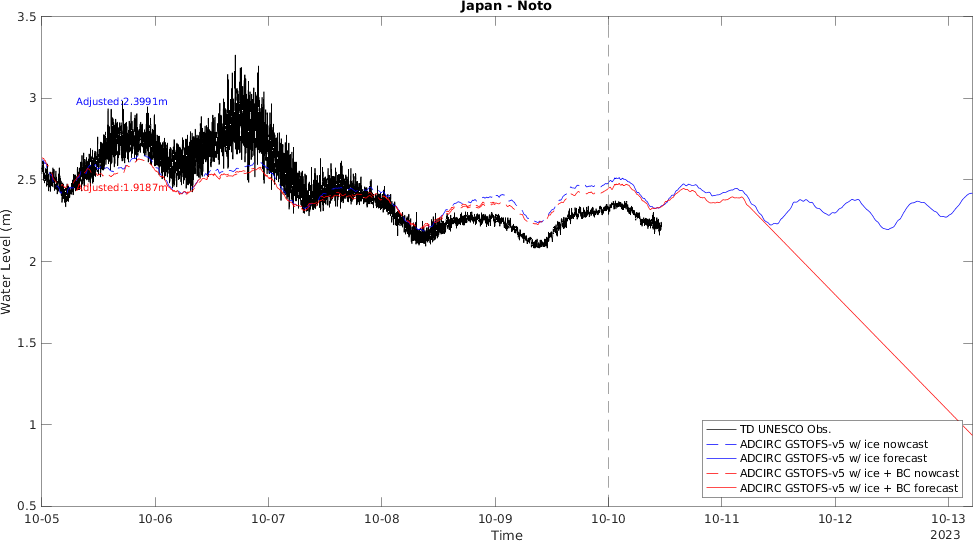 Japan - Noto
3.5
3
2.5
2
1.5
1
0.5
Water Level (m)
Adjusted:2.3991m
Adjusted:1.9187m
TD UNESCO Obs.
ADCIRC GSTOFS-v5 w/ ice nowcast
ADCIRC GSTOFS-v5 w/ ice forecast
ADCIRC GSTOFS-v5 w/ ice + BC nowcast
ADCIRC GSTOFS-v5 w/ ice + BC forecast
10-05 10-06 10-07 10-08 10-09 10-10 10-11 10-12 10-13
2023
Time